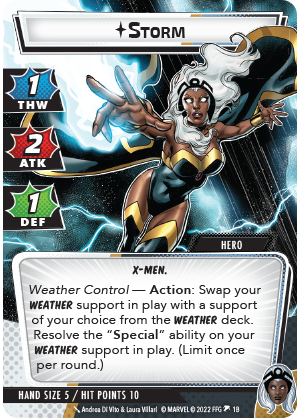 STORM
1
THW
2
ATK
1
DEF
HERO
X-MEN.
Weather Control — Action: Swap your
WEATHER support in play with a support
of your choice from the WEATHER deck.
Resolve the “Special” ability on your
WEATHER support in play. (Limit once
per round.)
HAND SIZE 5 / HIT POINTS 10
Andrea Di Vito & Laura Villari © MARVEL © 2022 FFG 18